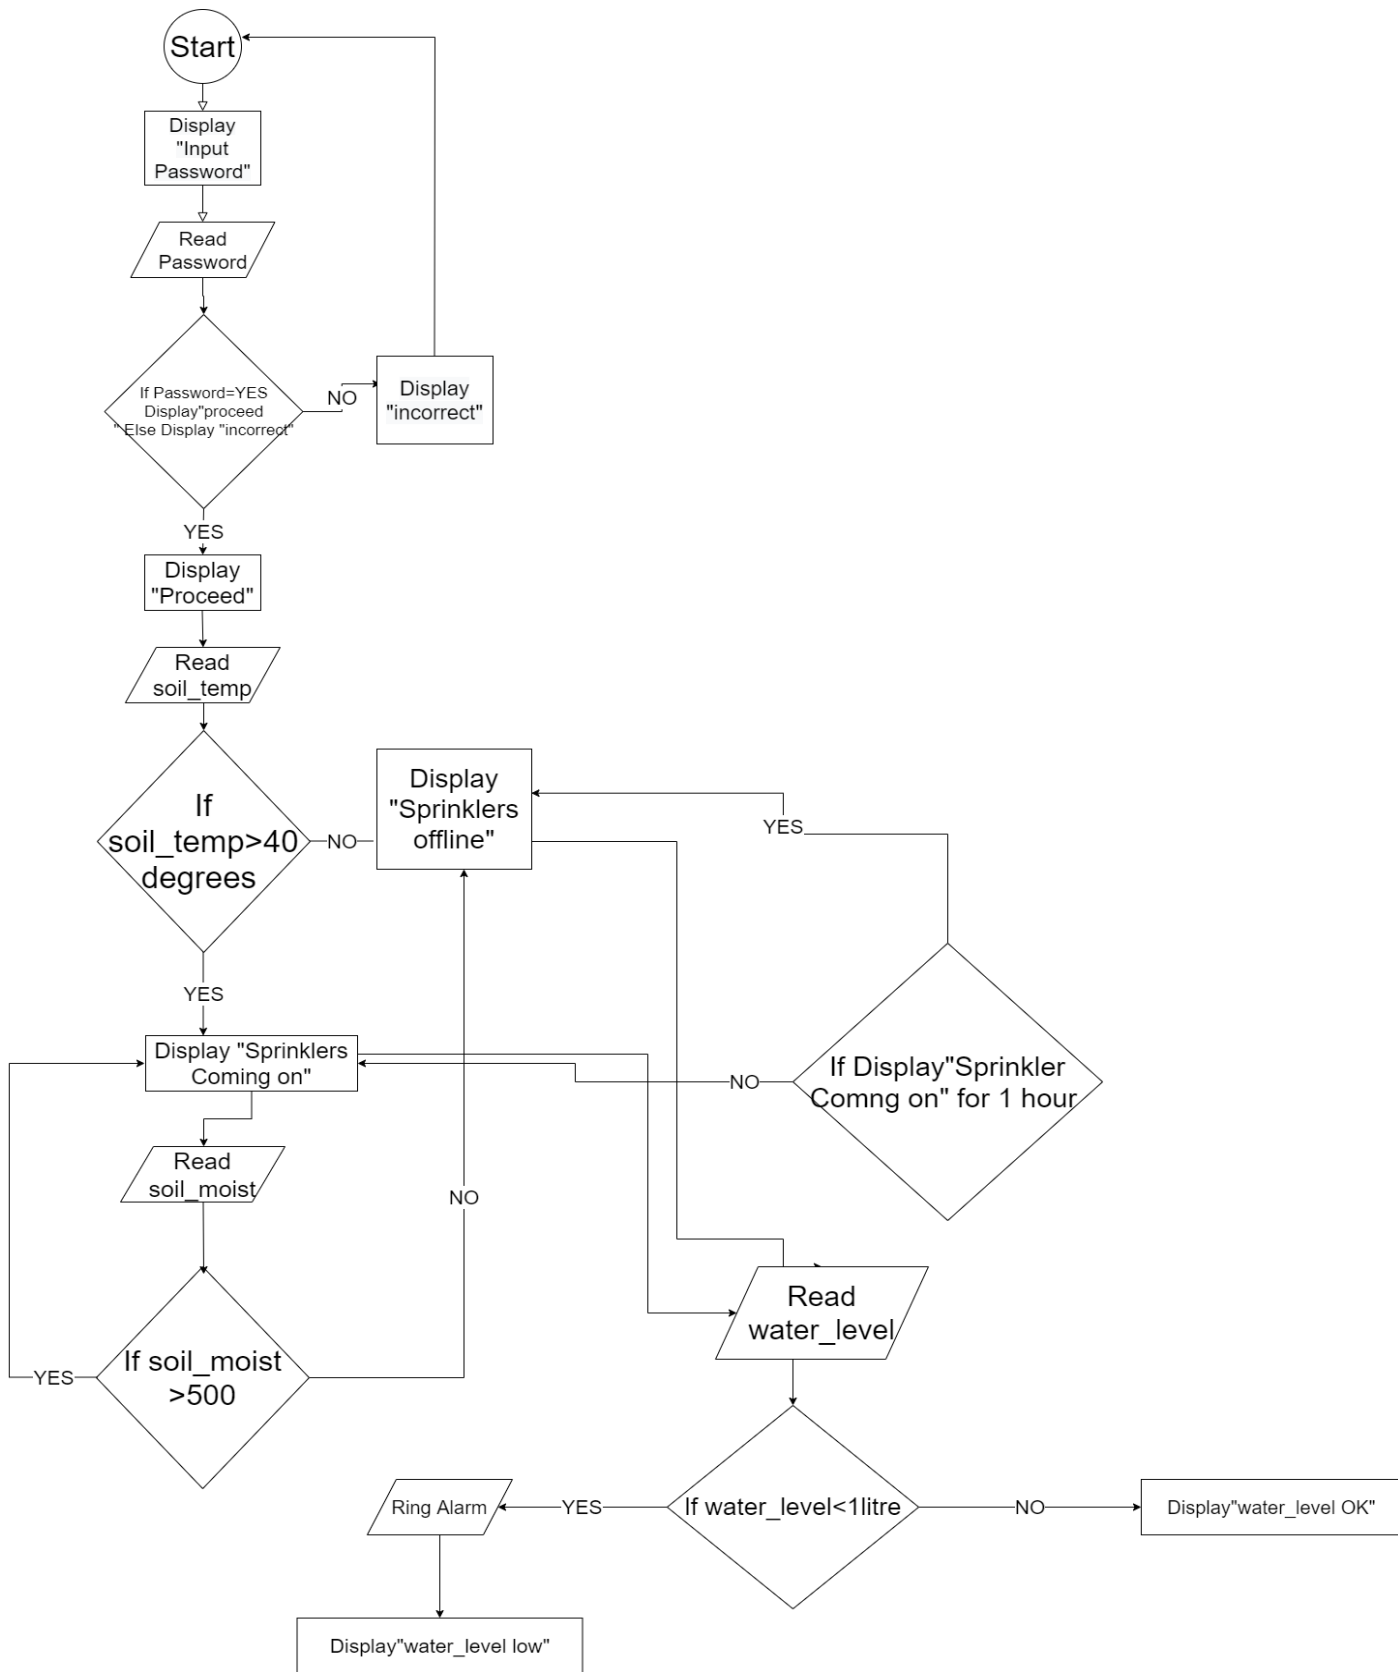 Start
Display
"Input
Password"
Read
Password
If Password=YES
Display"proceed
" Else Display "incorrect"
NO
Display
"incorrect"
YES
Display
"Proceed"
Read
soil_temp
If
soil_temp>40
degrees
NO
Display
"Sprinklers
offline"
YES
YES
Display "Sprinklers
Coming on"
NO
If Display"Sprinkler
Comng on" for 1 hour
Read
soil_moist
NO
If soil_moist
>500
YES
Read
water_level
If water_level<1litre
YES
Ring Alarm
NO
Display"water_level OK"
Display"water_level low"